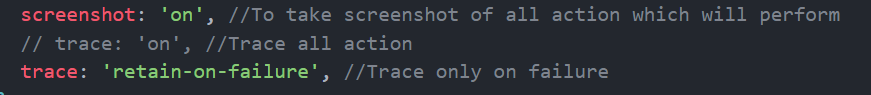 screenshot: 'on', //To take screenshot of all action which will perform
// trace: 'on', //Trace all action
trace: 'retain-on-failure', //Trace only on failure